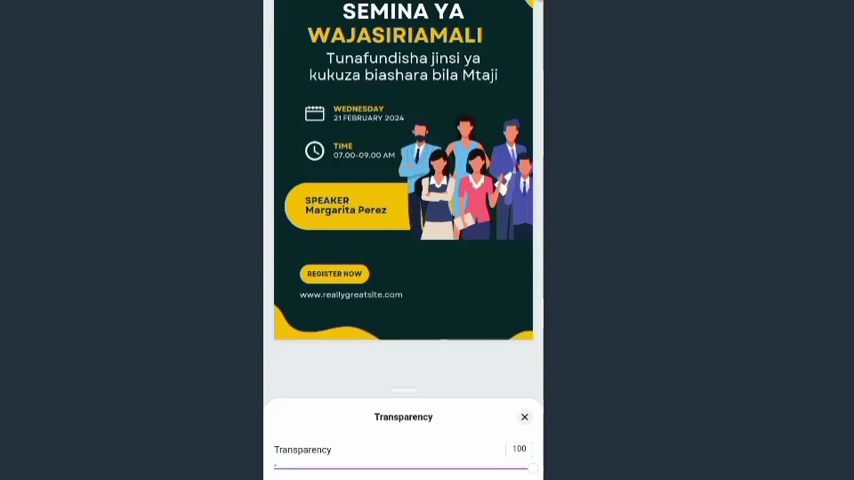 SEMINA YA
WAJASIRIAMALI
Tunafundisha jinsi ya
kukuza biashara bila Mtaji
WEDNESDAY
21 FEBRUARY 2024
TIME
07.00-09.00 AM
SPEAKER
Margarita Perez
REGISTER NOW
www.reallygreatsite.com
Transparency
Transparency 100